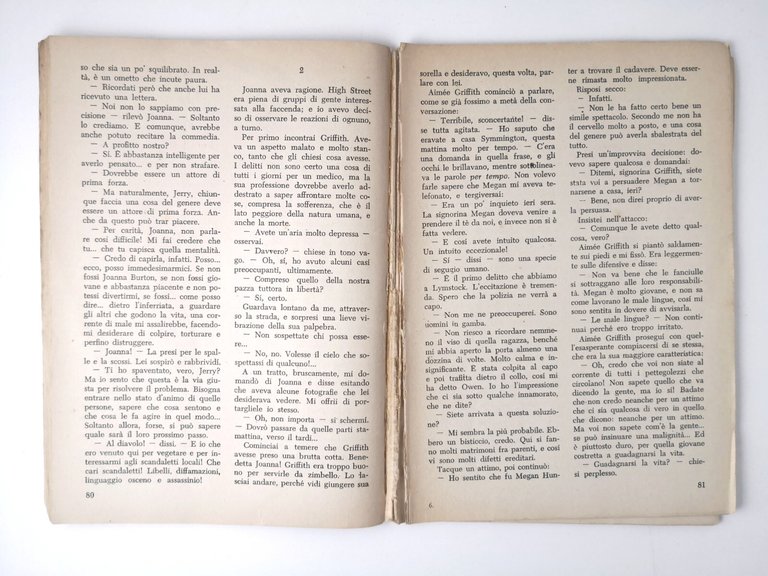 so che sia un po' squilibrato. In real-
tà, è un ometto che incute paura.
— Ricordati però che anche lui ha
ricevuto una lettera.
— Noi non lo sappiamo con pre-
cisione — rilevò Joanna. — Soltanto
lo crediamo. E comunque, avrebbe
anche potuto recitare la commedia.
— A profitto nostro?
— Sí. È abbastanza intelligente per
averlo pensato... e per non strafare.
— Dovrebbe essere un attore di
prima forza.
— Ma naturalmente, Jerry, chiun-
que faccia una cosa del genere deve
essere un attore di prima forza. An-
che da questo può trar piacere.
— Per carità, Joanna, non parla-
re cosí difficile! Mi fai credere che
tu... che tu capisca quella mentalità.
— Credo di capirla, infatti. Posso...
ecco, posso immedesimarmici. Se non
fossi Joanna Burton, se non fossi gio-
vane e abbastanza piacente e non po-
tessi divertirmi, se fossi... come posso
dire... dietro l'inferriata, a guardare
gli altri che godono la vita, una cor-
rente di male mi assalirebbe, facendo-
mi desiderare di colpire, torturare e
perfino distruggere.
— Joanna! — La presi per le spal-
le e la scossi. Lei sospirò e rabbrividí.
— Ti ho spaventato, vero, Jerry?
Ma io sento che questa è la via giu-
sta per risolvere il problema. Bisogna
entrare nello stato d'animo di quelle
persone, sapere che cosa sentono e
che cosa le fa agire in quel modo...
Soltanto allora, forse, si può sapere
quale sarà il loro prossimo passo.
— Al diavolo! — dissi. — E io che
ero venuto qui per vegetare e per in-
teressarmi agli scandaletti locali! Che
cari scandaletti! Libelli, diffamazioni,
linguaggio osceno e assassinio!
80
2
Joanna aveva ragione. High Street
era piena di gruppi di gente interes-
sata alla faccenda; e io avevo deci-
so di osservare le reazioni di ognuno,
a turno.
Per primo incontrai Griffith. Ave-
va un aspetto malato e molto stan-
co, tanto che gli chiesi cosa avesse.
I delitti non sono certo una cosa di
tutti i giorni per un medico, ma la
sua professione dovrebbe averlo ad-
destrato a saper affrontare molte co-
se, compresa la sofferenza, che è il
lato peggiore della natura umana, e
anche la morte.
— Avete un'aria molto depressa —
osservai.
— Davvero? — chiese in tono va-
go. — Oh, sí, ho avuto alcuni casi
preoccupanti, ultimamente.
— Compreso quello della nostra
pazza tuttora in libertà?
— Sí, certo.
Guardava lontano da me, attraver-
so la strada, e sorpresi una lieve vi-
brazione della sua palpebra.
— Non sospettate chi possa esse-
re...
— No, no. Volesse il cielo che so-
spettassi di qualcuno!
A un tratto, bruscamente, mi do-
mandò di Joanna e disse esitando
che aveva alcune fotografie che lei
desiderava vedere. Mi offrii di por-
targliele io stesso.
— Oh, non importa — si schermí.
— Dovrò passare da quelle parti sta-
mattina, verso il tardi...
Cominciai a temere che Griffith
avesse preso una brutta cotta. Bene-
detta Joanna! Griffith era troppo buo-
no per servirle da zimbello. Lo la-
sciai andare, perché vidi giungere sua
sorella e desideravo, questa volta, par-
lare con lei.
Aimée Griffith cominciò a parlare,
come se già fossimo a metà della con-
versazione:
— Terribile, sconcertante! — dis-
se tutta agitata. — Ho saputo che
eravate a casa Symmington, questa
mattina molto per tempo. — C'era
una domanda in quella frase, e gli
occhi le brillavano, mentre sottolinea-
va le parole per tempo. Non volevo
farle sapere che Megan mi aveva te-
lefonato, e tergiversai:
— Era un po' inquieto ieri sera.
La signorina Megan doveva venire a
prendere il tè da noi, e invece non si è
fatta vedere.
— E cosí avete intuito qualcosa.
Un intuito eccezionale!
— Sí — dissi — sono una specie
di segugio umano.
— È il primo delitto che abbiamo
a Lymstock. L'eccitazione è tremen-
da. Spero che la polizia ne verrà a
capo.
— Non me ne preoccuperei. Sono
uomini in gamba.
— Non riesco a ricordare nemme-
no il viso di quella ragazza, benché
mi abbia aperto la porta almeno una
dozzina di volte. Molto calma e in-
significante. È stata colpita al capo
e poi trafitta dietro il collo, cosí mi
ha detto Owen. Io ho l'impressione
che ci sia sotto qualche innamorato,
che ne dite?
— Siete arrivata a questa soluzio-
ne?
— Mi sembra la piú probabile. Eb-
bero un bisticcio, credo. Qui si fan-
no molti matrimoni fra parenti, e cosí
vi sono molti difetti ereditari.
Tacque un attimo, poi continuò:
— Ho sentito che fu Megan Hun-
6.
ter a trovare il cadavere. Deve esser-
ne rimasta molto impressionata.
Risposi secco:
— Infatti.
— Non le ha fatto certo bene un
simile spettacolo. Secondo me non ha
il cervello molto a posto, e una cosa
del genere può averla sbalestrata del
tutto.
Presi un'improvvisa decisione: do-
vevo sapere qualcosa e domandai:
— Ditemi, signorina Griffith, siete
stata voi a persuadere Megan a tor-
narsene a casa, ieri?
— Bene, non direi proprio di aver-
la persuasa.
Insistei nell'attacco:
— Comunque le avete detto qual-
cosa, vero?
Aimée Griffith si piantò saldamen-
te sui piedi e mi fissò. Era leggermen-
te sulle difensive e disse:
— Non va bene che le fanciulle
si sottraggano alle loro responsabili-
tà. Megan è molto giovane, e non sa
come lavorano le male lingue, cosí mi
sono sentita in dovere di avvisarla.
— Le male lingue? — Non conti-
nuai perché ero troppo irritato.
Aimée Griffith proseguí con quel-
l'esasperante compiacersi di se stessa,
che era la sua maggiore caratteristica:
— Oh, credo che voi non siate al
corrente di tutti i pettegolezzi che
circolano! Non sapete quello che va
dicendo la gente, ma io sí! Badate
che non credo neanche per un attimo
che ci sia qualcosa di vero in quello
che dicono: neanche per un attimo.
Ma voi non sapete com'è la gente...
se può insinuare una malignità... Ed
è piuttosto duro, per quella giovane
costretta a guadagnarsi la vita.
— Guadagnarsi la vita? — chie-
si perplesso.
81